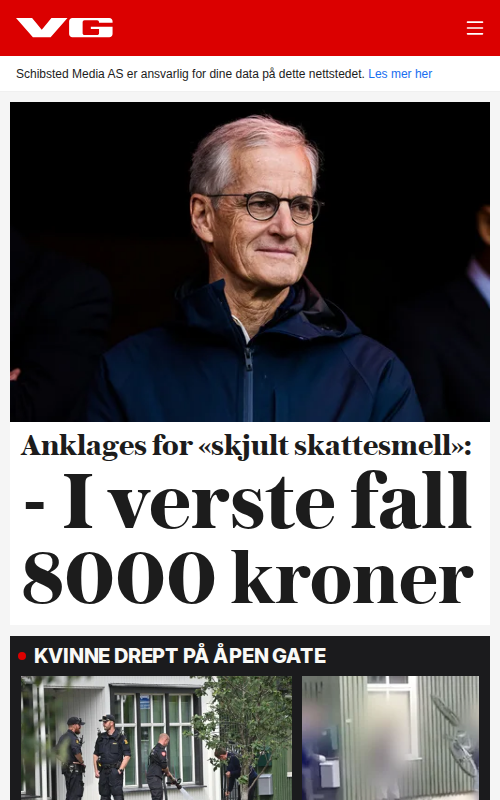 VG
Schibsted Media AS er ansvarlig for dine data på dette nettstedet. Les mer her
Anklages for «skjult skattesmell»:
- I verste fall
8000 kroner
KVINNE DREPT PÅ ÅPEN GATE